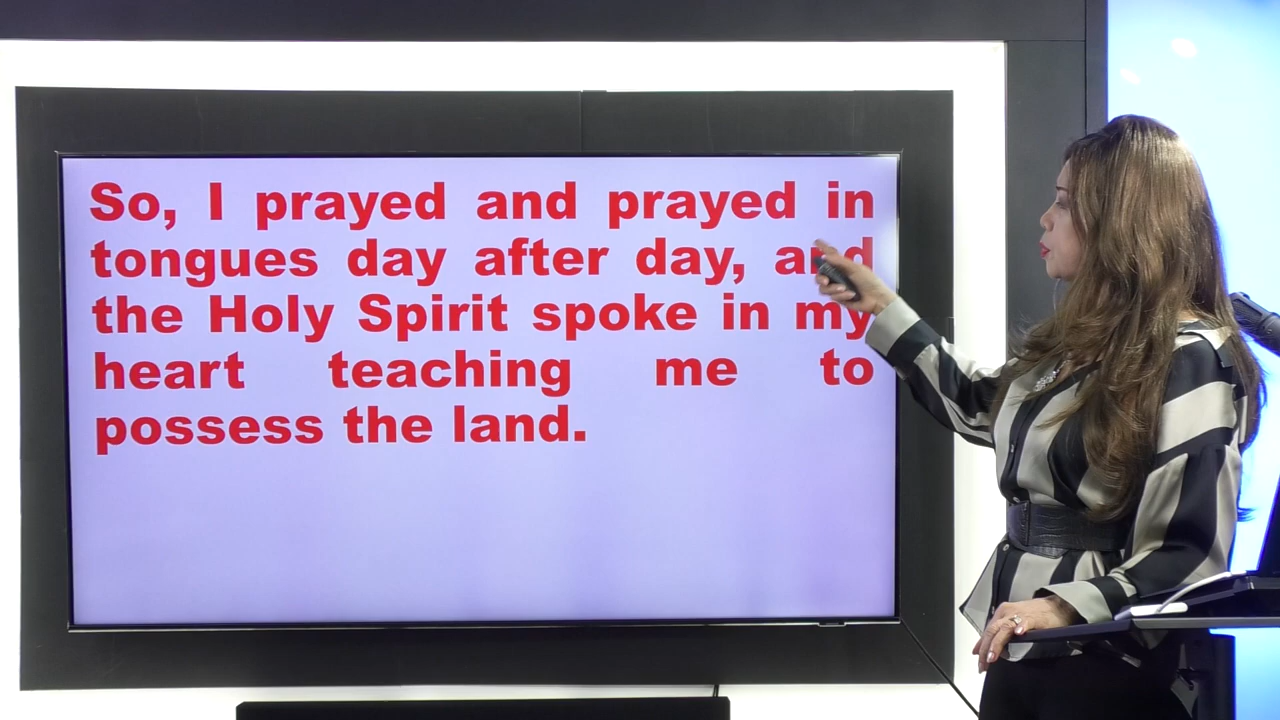 So, I prayed and prayed in
tongues day after day, and
the Holy Spirit spoke in my
heart teaching me to
possess the land.